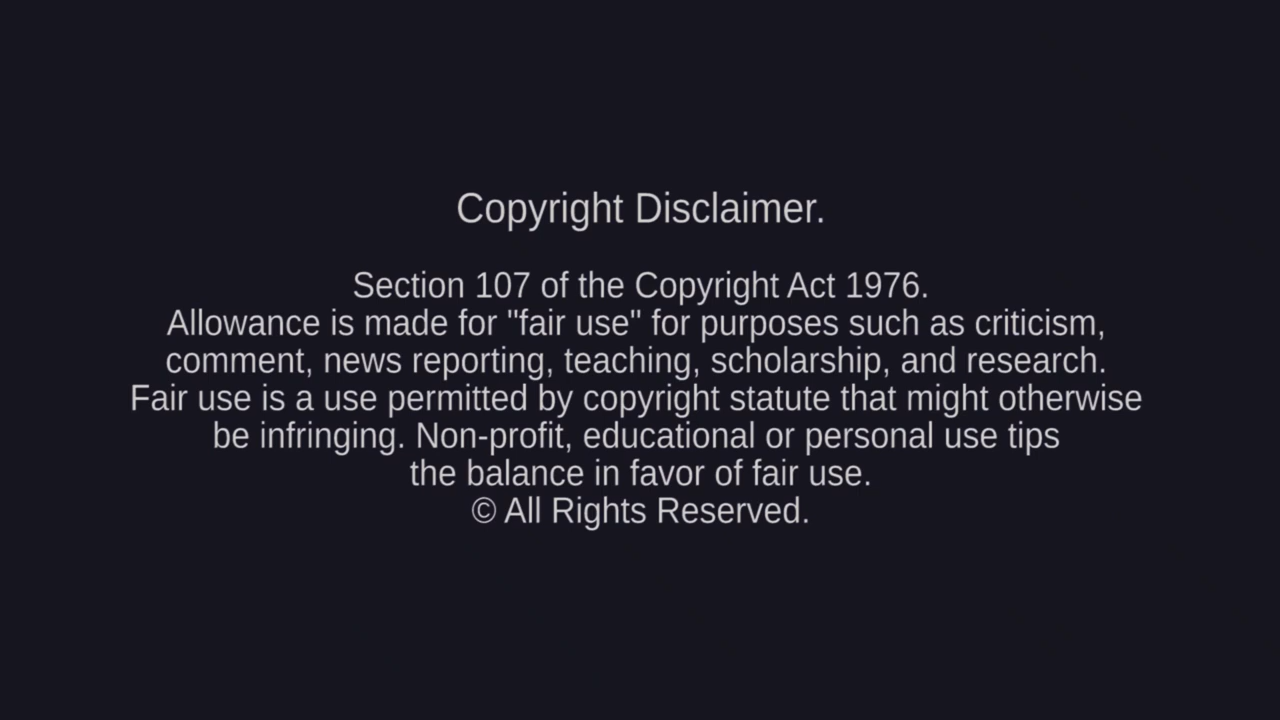 Copyright Disclaimer.
Section 107 of the Copyright Act 1976.
Allowance is made for "fair use" for purposes such as criticism,
comment, news reporting, teaching, scholarship, and research.
Fair use is a use permitted by copyright statute that might otherwise
be infringing. Non-profit, educational or personal use tips
the balance in favor of fair use.
© All Rights Reserved.